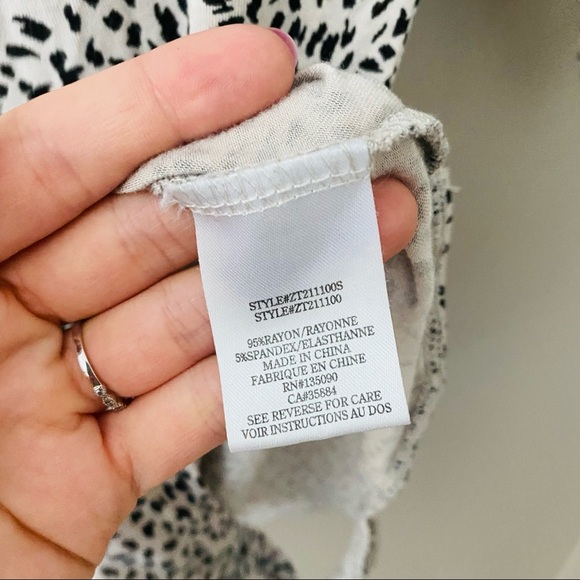 STYLE#ZT211100S
STYLE#ZT211100
95%RAYON/RAYONNE
5%SPANDEX/ELASTHANNE
MADE IN CHINA
FABRIQUE EN CHINE
RN#135090
CA#35884
SEE REVERSE FOR CARE
VOIR INSTRUCTIONS AU DOS